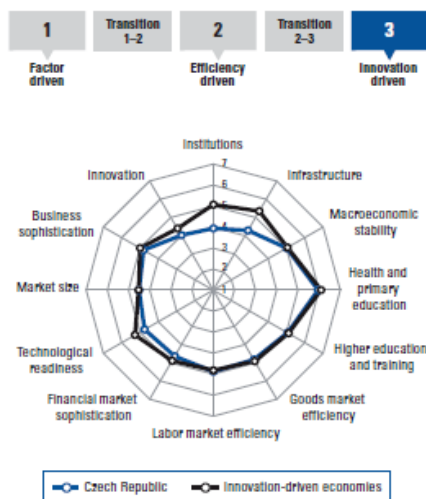 1
Transition
1–2
2
Transition
2–3
3
Factor
driven
Efficiency
driven
Innovation
driven
Institutions
Innovation
Infrastructure
Business
sophistication
Macroeconomic
stability
Market size
Health and
primary
education
Technological
readiness
Higher education
and training
Financial market
sophistication
Goods market
efficiency
Labor market efficiency
7
6
5
4
3
2
1
Czech Republic
Innovation-driven economies